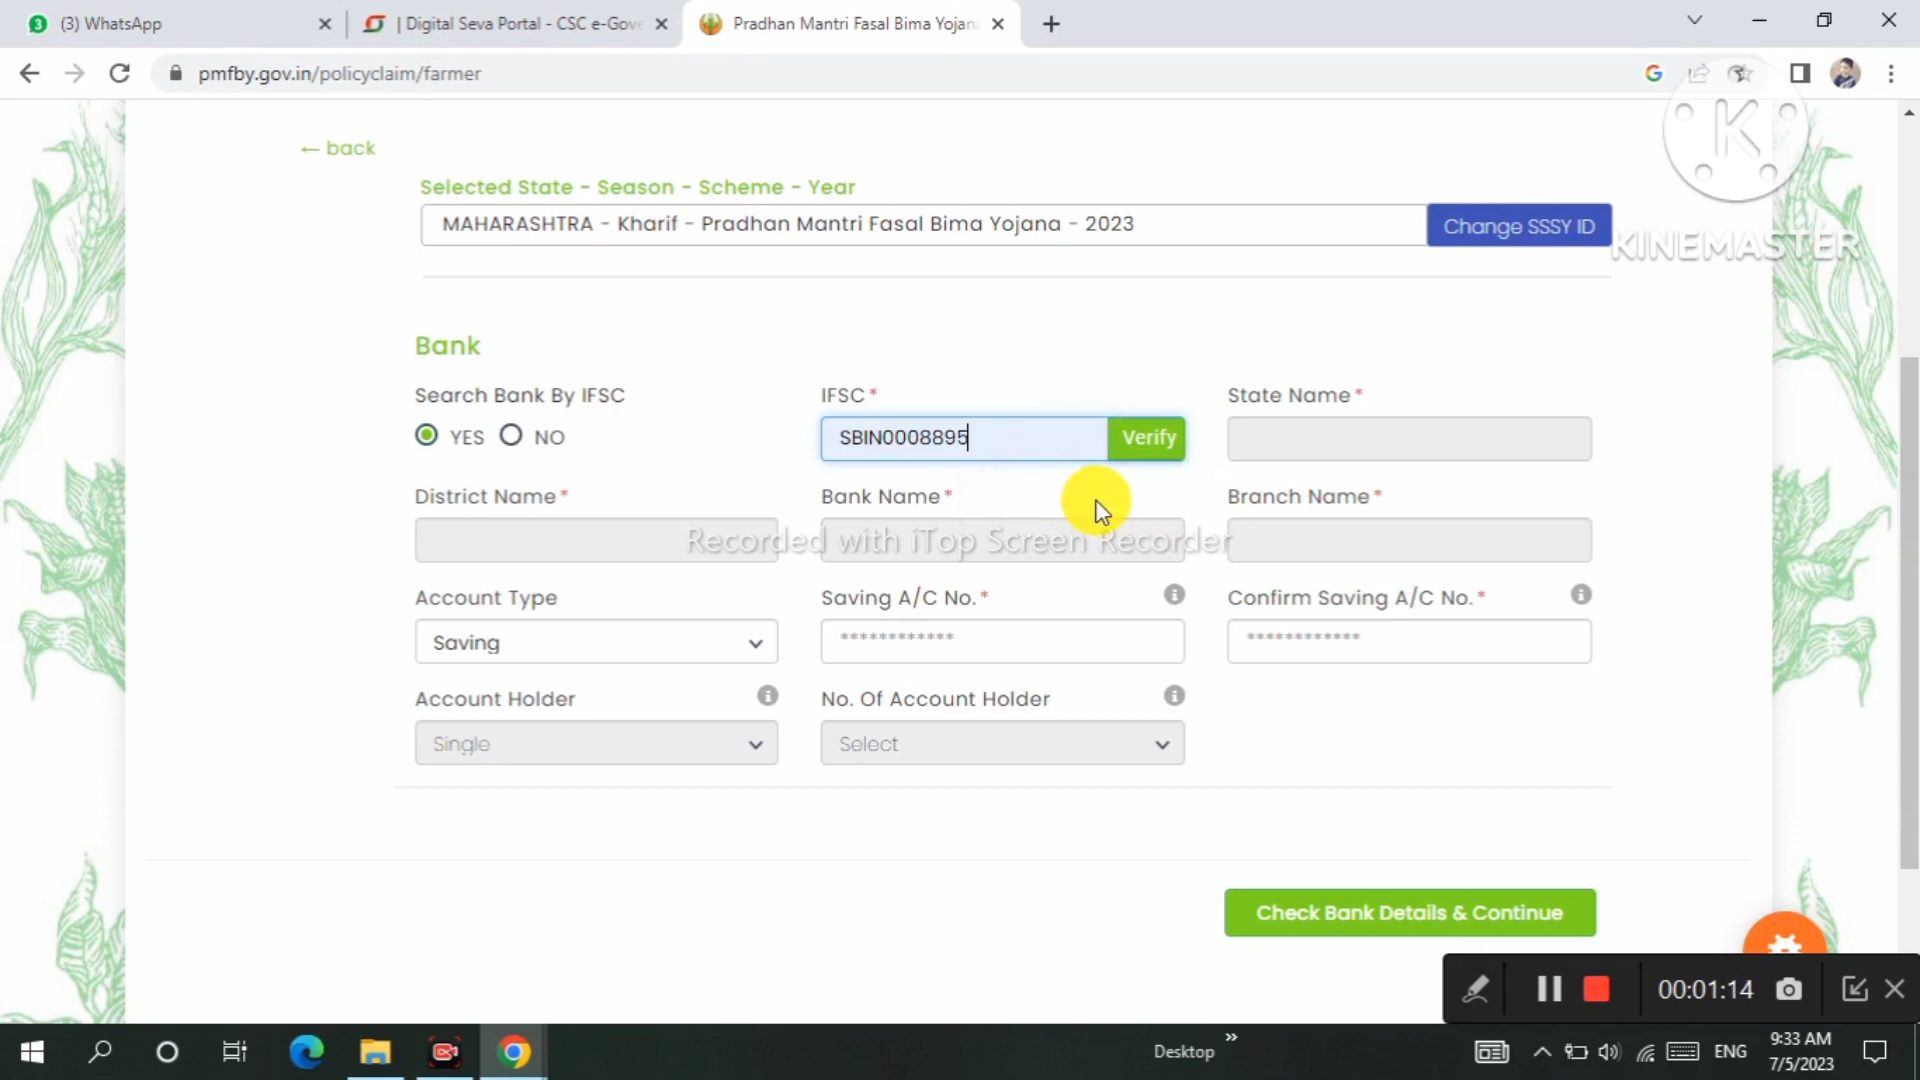 3 (3) WhatsApp
| Digital Seva Portal - CSC e-Gove
Pradhan Mantri Fasal Bima Yojan
pmfby.gov.in/policyclaim/farmer
K
KINEMASTER
← back
Selected State - Season - Scheme - Year
MAHARASHTRA - Kharif - Pradhan Mantri Fasal Bima Yojana - 2023
Change SSSY ID
Bank
Search Bank By IFSC
YES NO
IFSC *
SBIN0008895
Verify
State Name *
District Name *
Bank Name *
Branch Name *
Recorded with iTop Screen Recorder
Account Type
Saving
Saving A/C No. *
************
Confirm Saving A/C No. *
************
Account Holder
Single
No. Of Account Holder
Select
Check Bank Details & Continue
00:01:14
Desktop
ENG
9:33 AM
7/5/2023